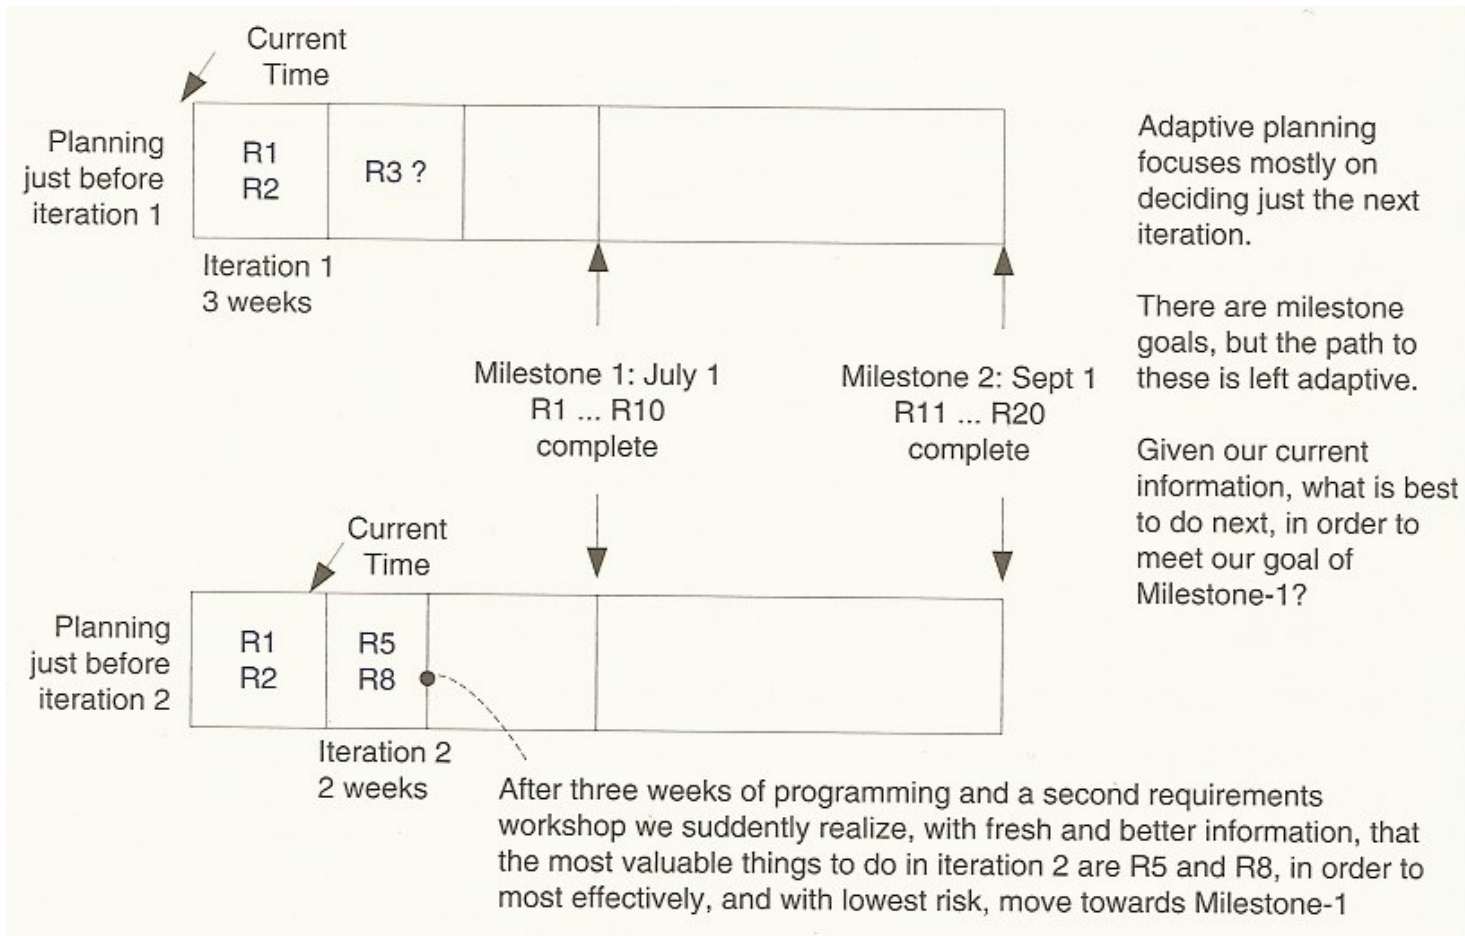 Current
Time
Planning
just before
iteration 1
R1
R2
R3 ?
Iteration 1
3 weeks
Milestone 1: July 1
R1 ... R10
complete
Milestone 2: Sept 1
R11 ... R20
complete
Adaptive planning
focuses mostly on
deciding just the next
iteration.
There are milestone
goals, but the path to
these is left adaptive.
Given our current
information, what is best
to do next, in order to
meet our goal of
Milestone-1?
Current
Time
Planning
just before
iteration 2
R1
R2
R5
R8
Iteration 2
2 weeks
After three weeks of programming and a second requirements
workshop we suddently realize, with fresh and better information, that
the most valuable things to do in iteration 2 are R5 and R8, in order to
most effectively, and with lowest risk, move towards Milestone-1